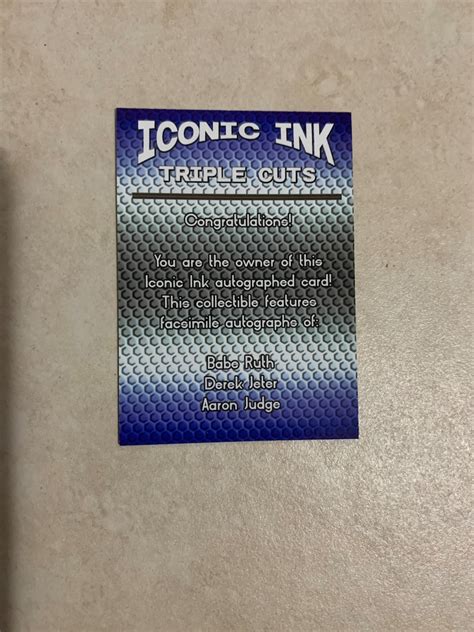 ICONIC INK
TRIPLE CUTS
Congratulations!
You are the owner of this
Iconic Ink autographed card!
This collectible features
facsimile autographs of:
Babe Ruth
Derek Jeter
Aaron Judge